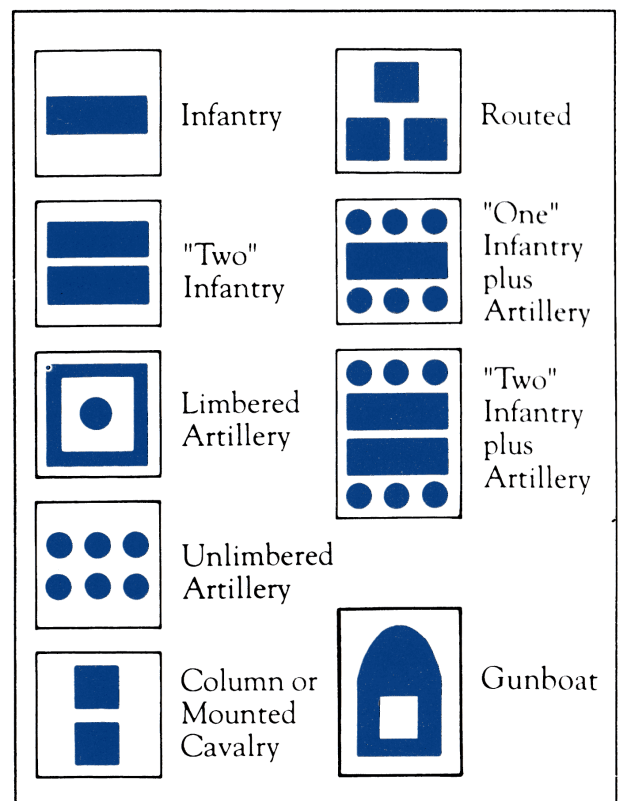 Infantry
"Two"
Infantry
Limbered
Artillery
Unlimbered
Artillery
Column or
Mounted
Cavalry
Routed
"One"
Infantry
plus
Artillery
"Two"
Infantry
plus
Artillery
Gunboat